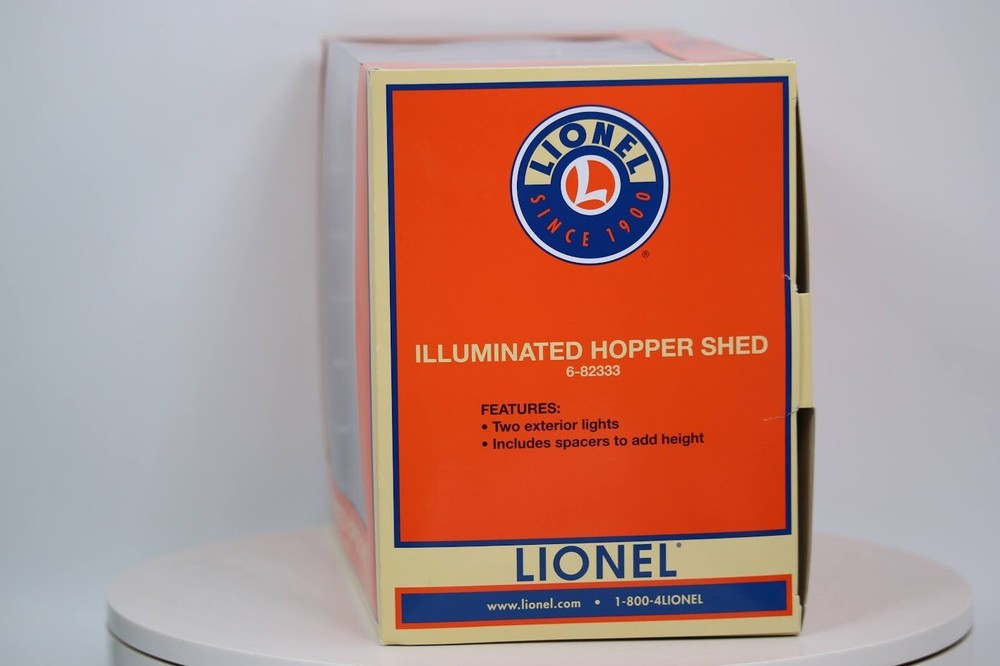 LIONEL
L
SINCE 1900
®
ILLUMINATED HOPPER SHED
6-82333
FEATURES:
• Two exterior lights
• Includes spacers to add height
LIONEL®
www.lionel.com • 1-800-4LIONEL